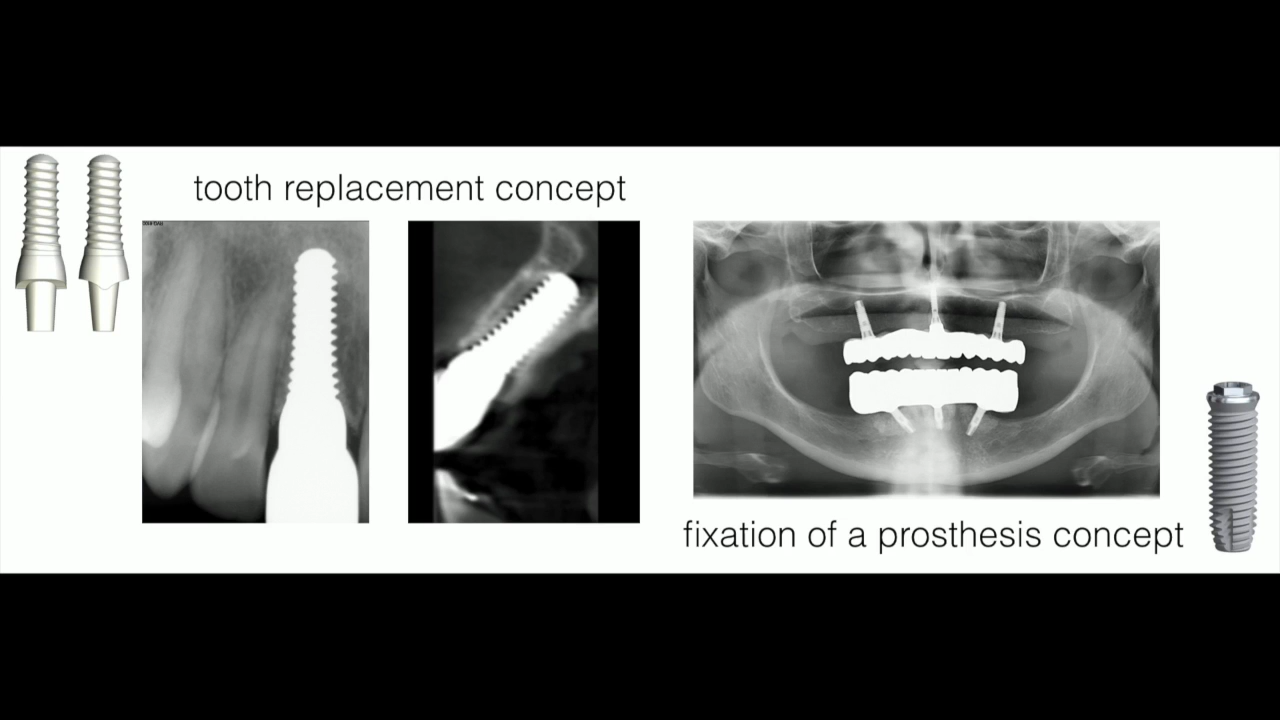 tooth replacement concept
fixation of a prosthesis concept